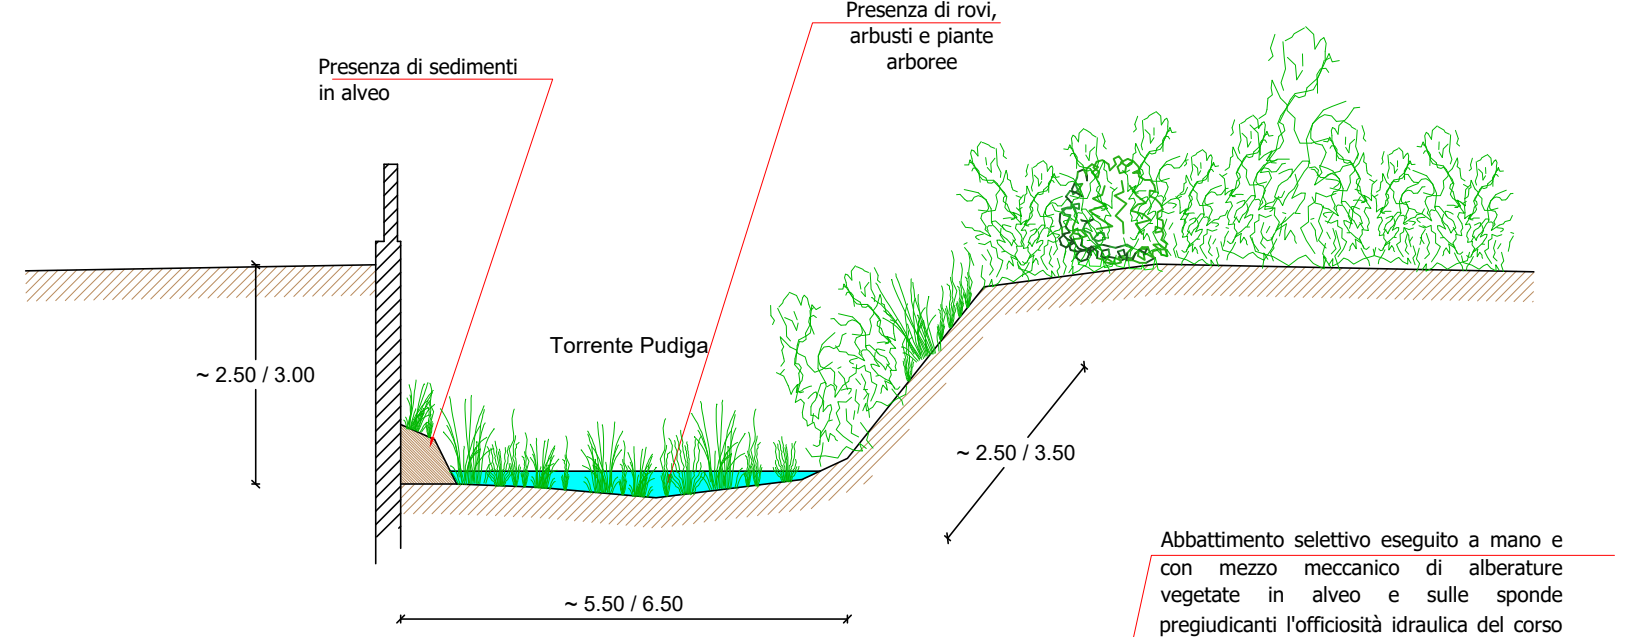 Presenza di rovi,
arbusti e piante
arboree
Presenza di sedimenti
in alveo
Torrente Pudiga
~ 2.50 / 3.00
~ 2.50 / 3.50
~ 5.50 / 6.50
Abbattimento selettivo eseguito a mano e
con mezzo meccanico di alberature
vegetate in alveo e sulle sponde
pregiudicanti l'officiosità idraulica del corso